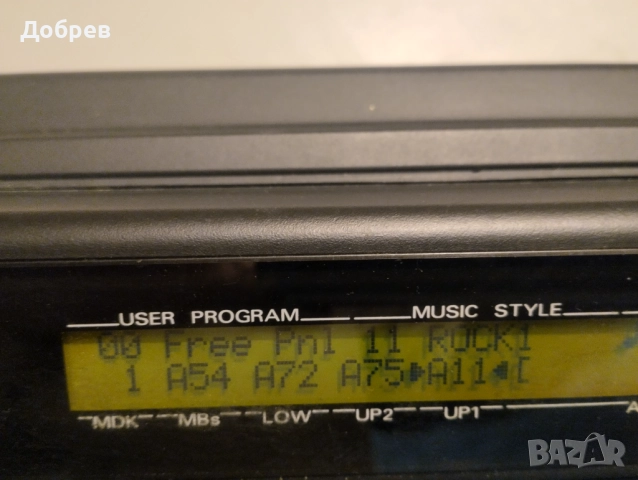 Добрев
USER PROGRAM MUSIC STYLE
00 Free Pnl 11 ROCK1
1 A54 A72 A75 A11 [
MDK MBs LOW UP2 UP1 A
BAZAR